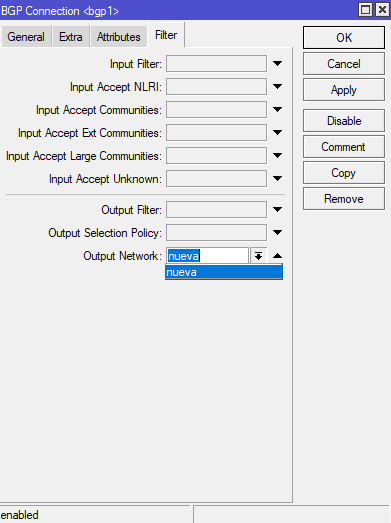 BGP Connection <bgp1>
General Extra Attributes Filter
Input Filter:
Input Accept NLRI:
Input Accept Communities:
Input Accept Ext Communities:
Input Accept Large Communities:
Input Accept Unknown:
Output Filter:
Output Selection Policy:
Output Network: nueva
nueva
OK
Cancel
Apply
Disable
Comment
Copy
Remove
enabled